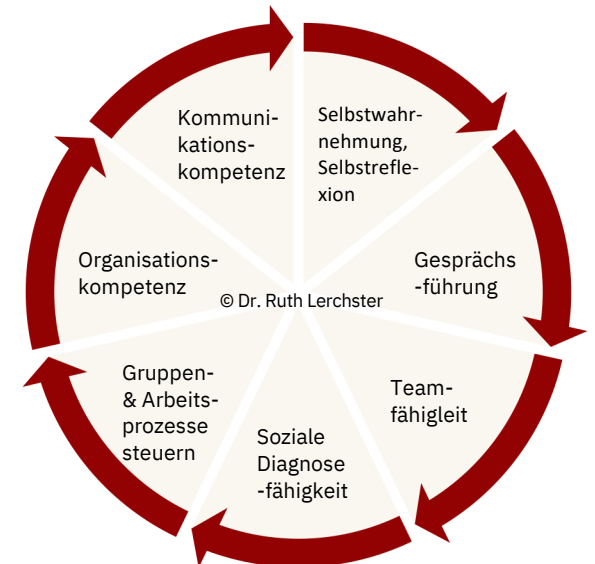 Kommuni-
kations-
kompetenz
Selbstwahr-
nehmung,
Selbstrefle-
xion
Gesprächs
-führung
Team-
fähigleit
Soziale
Diagnose
-fähigkeit
Gruppen-
& Arbeits-
prozesse
steuern
Organisations-
kompetenz
© Dr. Ruth Lerchster